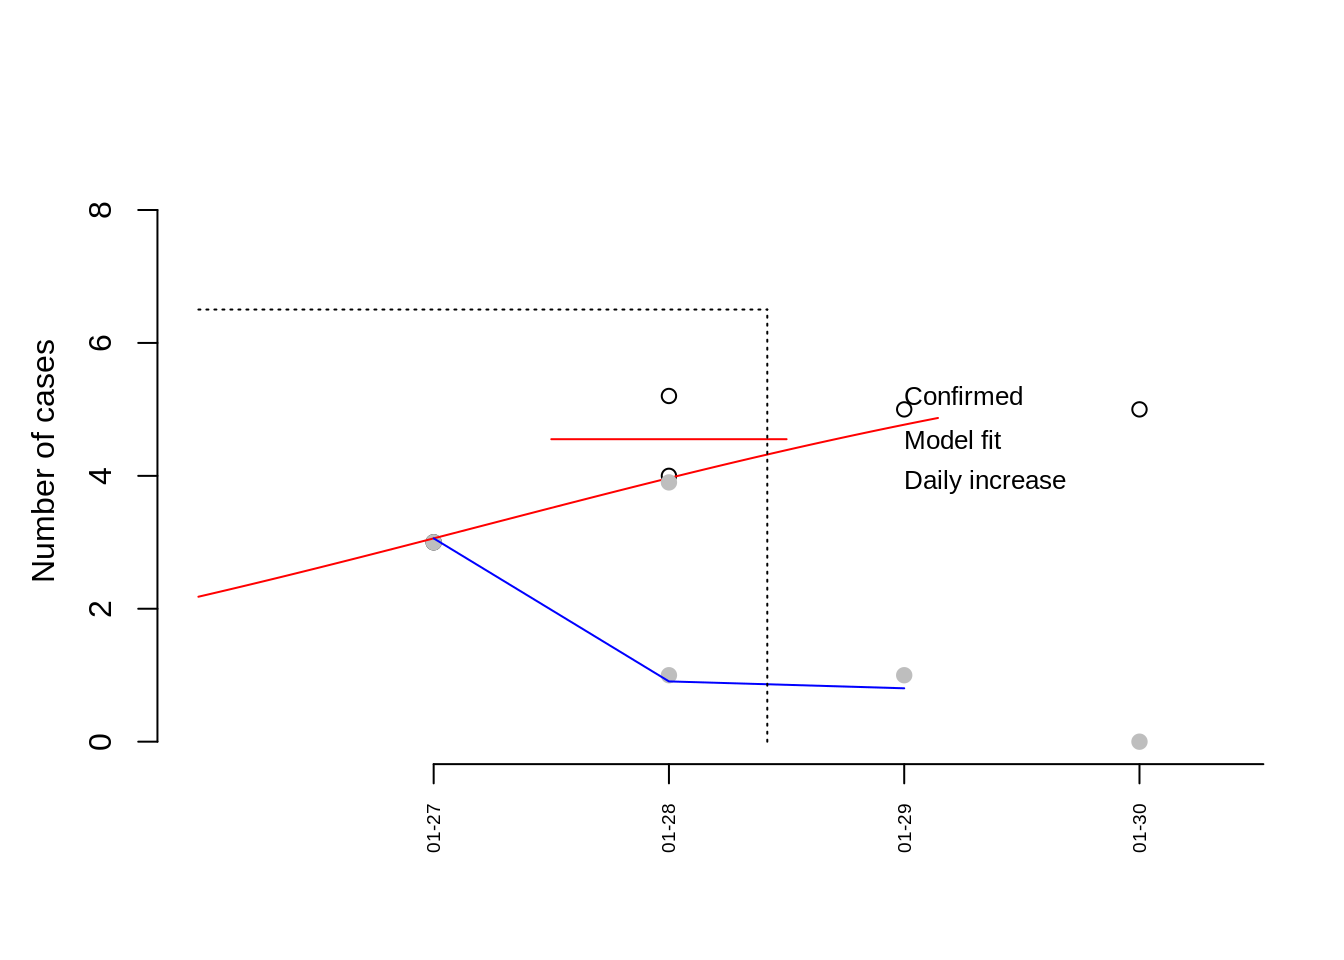 Number of cases
8
6
4
2
0
Confirmed
Model fit
Daily increase
01-27
01-28
01-29
01-30